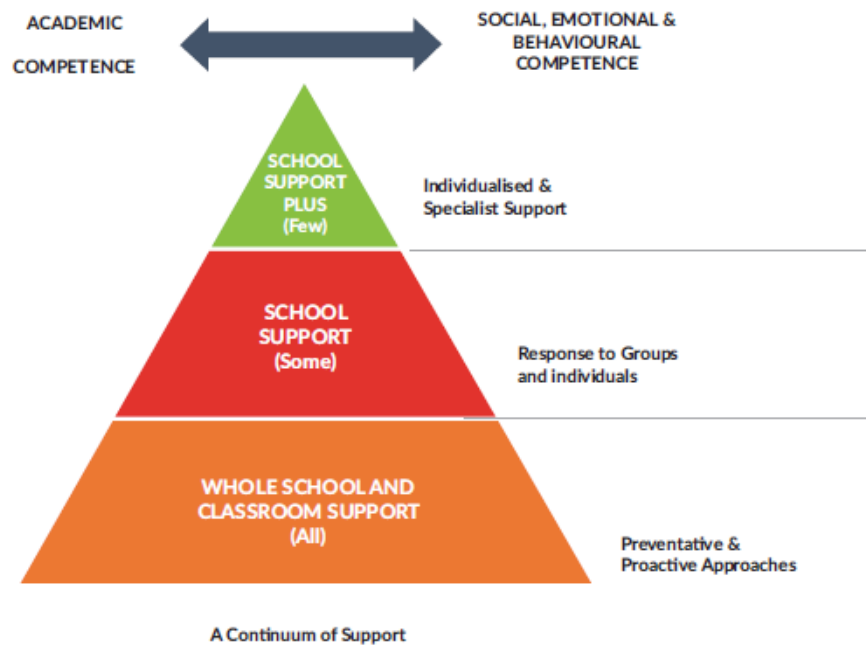 ACADEMIC
COMPETENCE
SOCIAL, EMOTIONAL &
BEHAVIOURAL
COMPETENCE
SCHOOL
SUPPORT
PLUS
(Few)
Individualised &
Specialist Support
SCHOOL
SUPPORT
(Some)
Response to Groups
and individuals
WHOLE SCHOOL AND
CLASSROOM SUPPORT
(All)
Preventative &
Proactive Approaches
A Continuum of Support